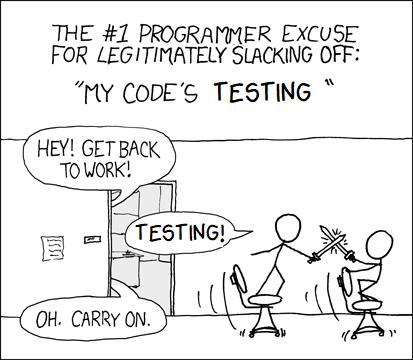 THE #1 PROGRAMMER EXCUSE
FOR LEGITIMATELY SLACKING OFF:
"MY CODE'S TESTING"
HEY! GET BACK
TO WORK!
TESTING!
OH. CARRY ON.